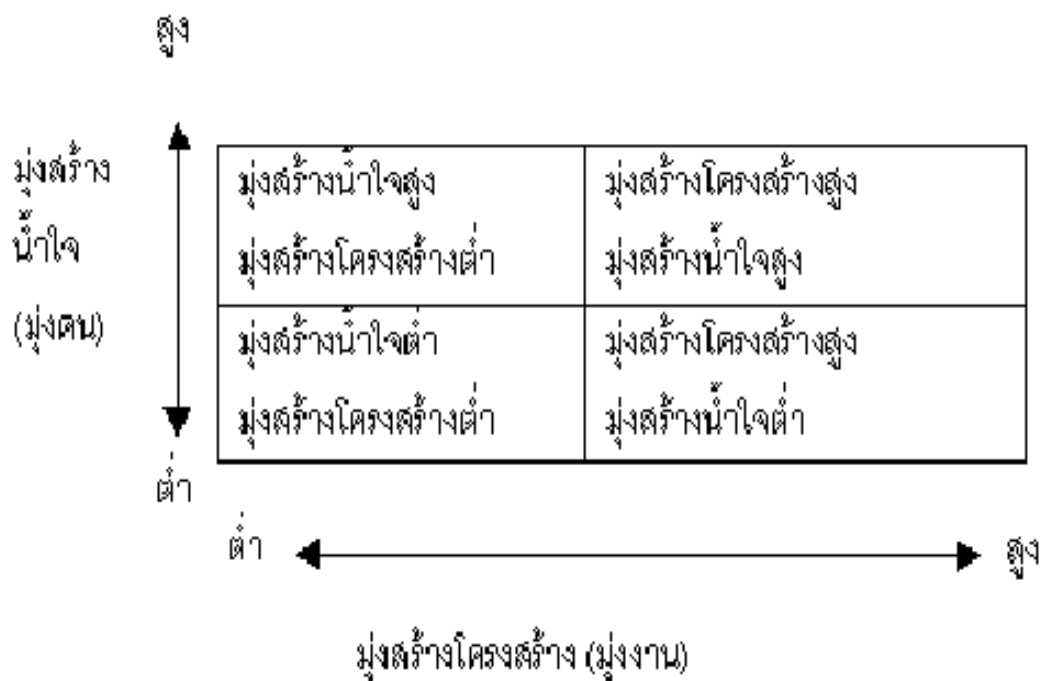 สูง
มุ่งสร้าง
น้ำใจ
(มุ่งคน)
มุ่งสร้างน้ำใจสูง
มุ่งสร้างโครงสร้างต่ำ
มุ่งสร้างโครงสร้างสูง
มุ่งสร้างน้ำใจสูง
มุ่งสร้างน้ำใจต่ำ
มุ่งสร้างโครงสร้างต่ำ
มุ่งสร้างโครงสร้างสูง
มุ่งสร้างน้ำใจต่ำ
ต่ำ
ต่ำ
สูง
มุ่งสร้างโครงสร้าง (มุ่งงาน)